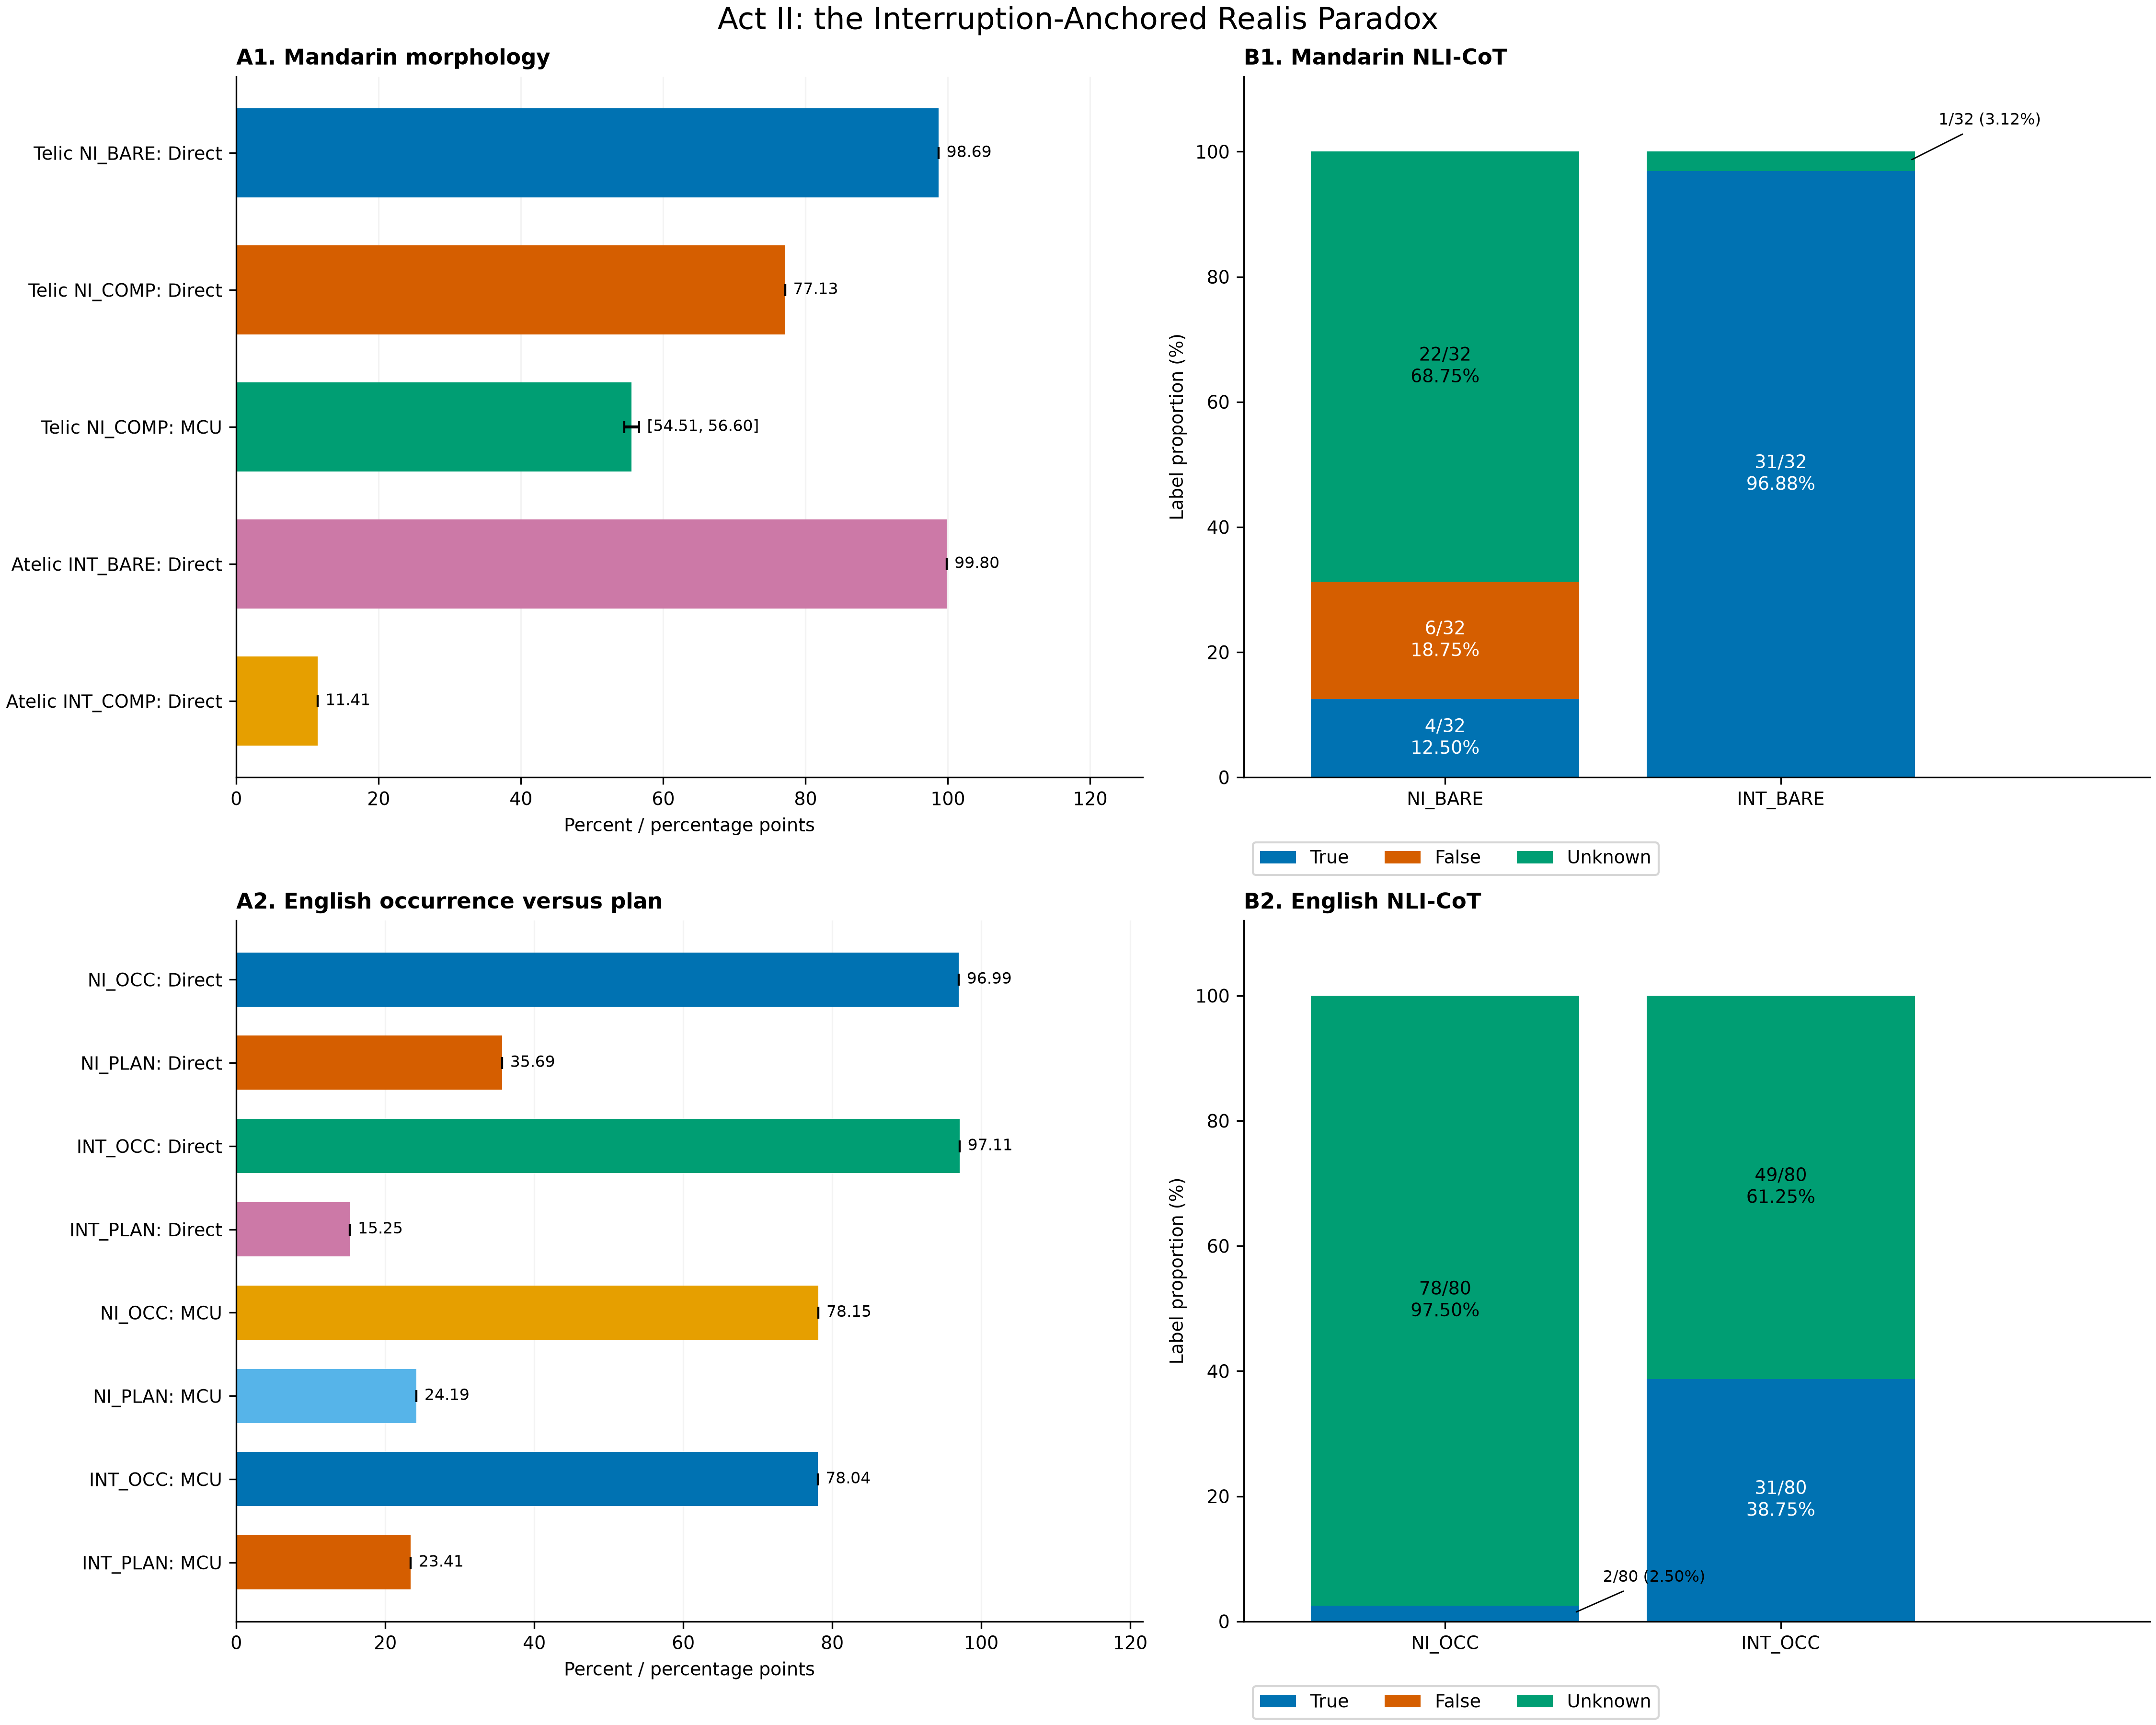 Act II: the Interruption-Anchored Realis Paradox
A1. Mandarin morphology
Telic NI_BARE: Direct
98.69
Telic NI_COMP: Direct
77.13
Telic NI_COMP: MCU
[54.51, 56.60]
Atelic INT_BARE: Direct
99.80
Atelic INT_COMP: Direct
11.41
0 20 40 60 80 100 120
Percent / percentage points
B1. Mandarin NLI-CoT
Label proportion (%)
100
80
60
40
20
0
1/32 (3.12%)
22/32
68.75%
31/32
96.88%
6/32
18.75%
4/32
12.50%
NI_BARE INT_BARE
True False Unknown
A2. English occurrence versus plan
NI_OCC: Direct
96.99
NI_PLAN: Direct
35.69
INT_OCC: Direct
97.11
INT_PLAN: Direct
15.25
NI_OCC: MCU
78.15
NI_PLAN: MCU
24.19
INT_OCC: MCU
78.04
INT_PLAN: MCU
23.41
0 20 40 60 80 100 120
Percent / percentage points
B2. English NLI-CoT
Label proportion (%)
100
80
60
40
20
0
49/80
61.25%
78/80
97.50%
31/80
38.75%
2/80 (2.50%)
NI_OCC INT_OCC
True False Unknown